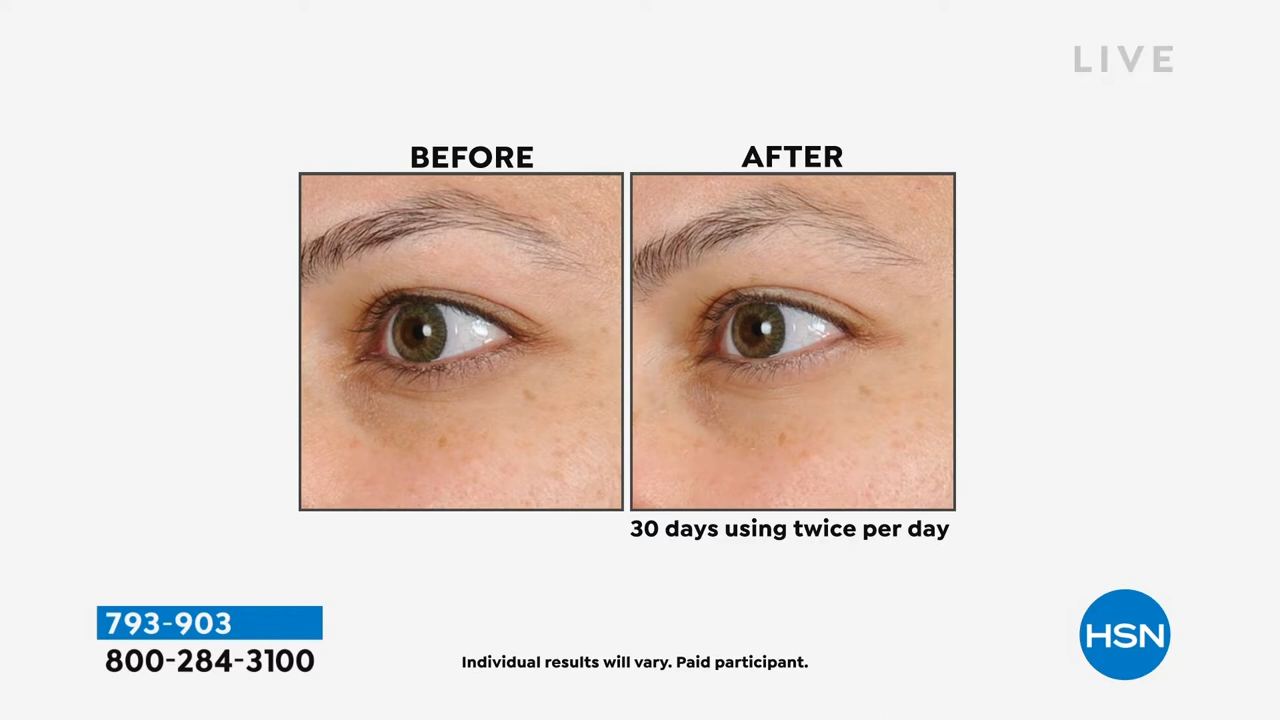 LIVE
BEFORE
AFTER
30 days using twice per day
793-903
800-284-3100
Individual results will vary. Paid participant.
HSN